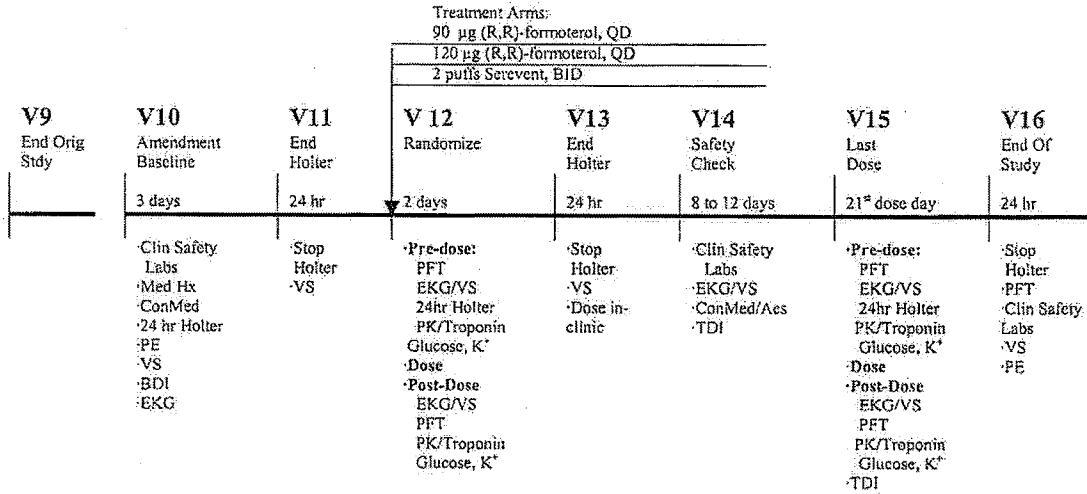 Treatment Arms:
90 µg (R,R)-formoterol, QD
120 µg (R,R)-formoterol, QD
2 puffs Serevent, BID
V9
End Orig
Stdy
V10
Amendment
Baseline
3 days
·Clin Safety
Labs
·Med Hx
·ConMed
·24 hr Holter
·PE
·VS
·BDI
·EKG
V11
End
Holter
24 hr
·Stop
Holter
·VS
V 12
Randomize
2 days
·Pre-dose:
PFT
EKG/VS
24hr Holter
PK/Troponin
Glucose, K⁺
·Dose
·Post-Dose
EKG/VS
PFT
PK/Troponin
Glucose, K⁺
V13
End
Holter
24 hr
·Stop
Holter
·VS
·Dose in-
clinic
V14
Safety
Check
8 to 12 days
·Clin Safety
Labs
·EKG/VS
·ConMed/Aes
·TDI
V15
Last
Dose
21ˢᵗ dose day
·Pre-dose:
PFT
EKG/VS
24hr Holter
PK/Troponin
Glucose, K⁺
·Dose
·Post-Dose
EKG/VS
PFT
PK/Troponin
Glucose, K⁺
·TDI
V16
End Of
Study
24 hr
·Stop
Holter
·PFT
·Clin Safety
Labs
·VS
·PE